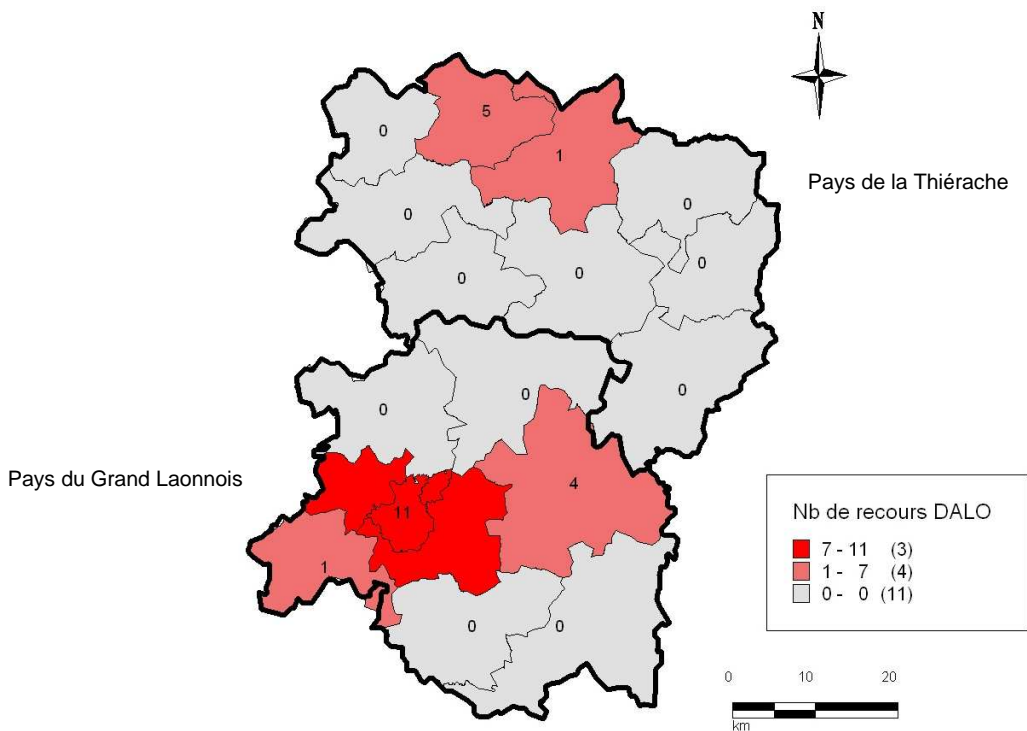 N
5
0
1
Pays de la Thiérache
0
0
0
0
0
0
0
0
Pays du Grand Laonnois
4
11
1
0
0
Nb de recours DALO
7 - 11 (3)
1 - 7 (4)
0 - 0 (11)
0 10 20
km